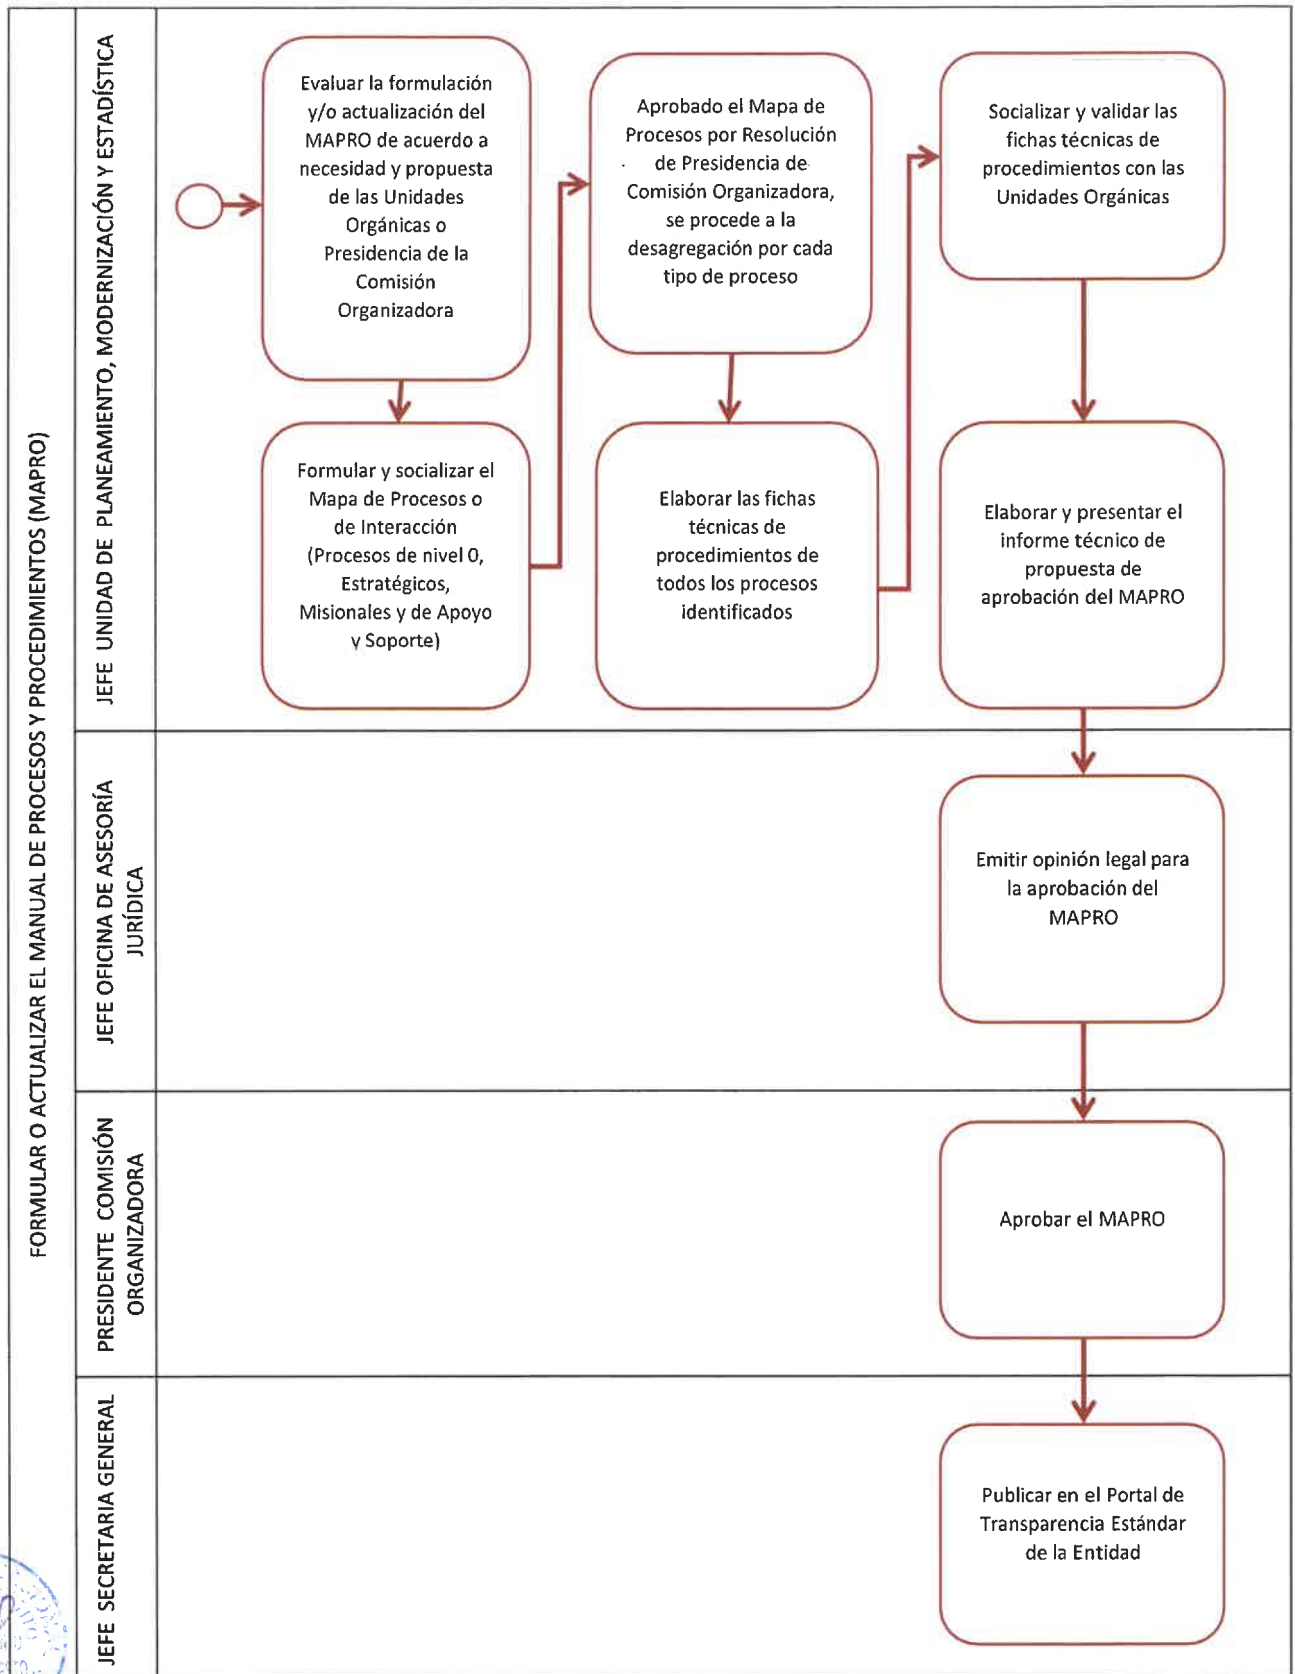 FORMULAR O ACTUALIZAR EL MANUAL DE PROCESOS Y PROCEDIMIENTOS (MAPRO)
JEFE UNIDAD DE PLANEAMIENTO, MODERNIZACIÓN Y ESTADÍSTICA
Evaluar la formulación
y/o actualización del
MAPRO de acuerdo a
necesidad y propuesta
de las Unidades
Orgánicas o
Presidencia de la
Comisión
Organizadora
Formular y socializar el
Mapa de Procesos o
de Interacción
(Procesos de nivel 0,
Estratégicos,
Misionales y de Apoyo
y Soporte)
Aprobado el Mapa de
Procesos por Resolución
de Presidencia de
Comisión Organizadora,
se procede a la
desagregación por cada
tipo de proceso
Elaborar las fichas
técnicas de
procedimientos de
todos los procesos
identificados
Socializar y validar las
fichas técnicas de
procedimientos con las
Unidades Orgánicas
Elaborar y presentar el
informe técnico de
propuesta de
aprobación del MAPRO
JEFE OFICINA DE ASESORÍA
JURÍDICA
Emitir opinión legal para
la aprobación del
MAPRO
PRESIDENTE COMISIÓN
ORGANIZADORA
Aprobar el MAPRO
JEFE SECRETARIA GENERAL
Publicar en el Portal de
Transparencia Estándar
de la Entidad